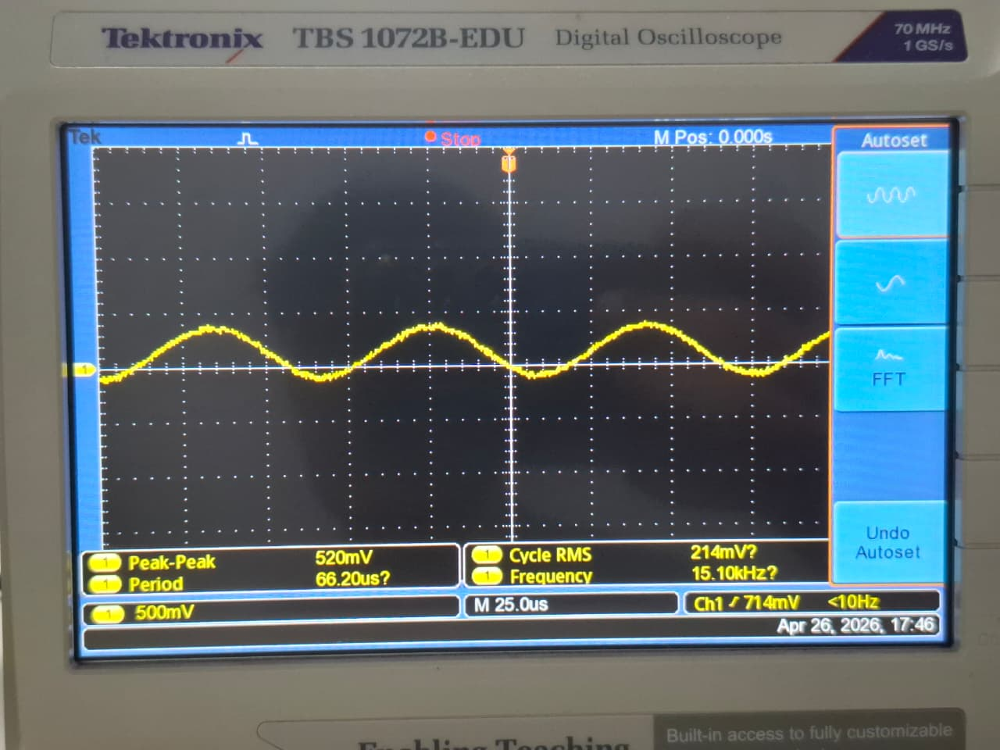 Tektronix TBS 1072B-EDU Digital Oscilloscope 70 MHz
1 GS/s
Tek Stop M Pos: 0.000s Autoset
T
1
FFT
Undo
Autoset
1 Peak-Peak 520mV 1 Cycle RMS 214mV?
1 Period 66.20us? 1 Frequency 15.10kHz?
1 500mV M 25.0us Ch1 714mV <10Hz
Apr 26, 2026, 17:46
Enabling Teaching
Built-in access to fully customizable